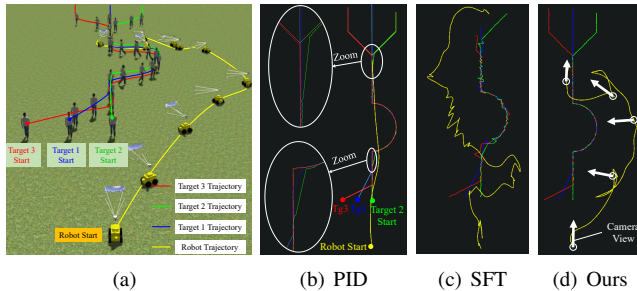 Target 3
Start
Target 1
Start
Target 2
Start
Robot Start
Target 3 Trajectory
Target 2 Trajectory
Target 1 Trajectory
Robot Trajectory
Zoom
Zoom
Tg3
Target 2
Start
Robot Start
Camera
View
(a)
(b) PID
(c) SFT
(d) Ours